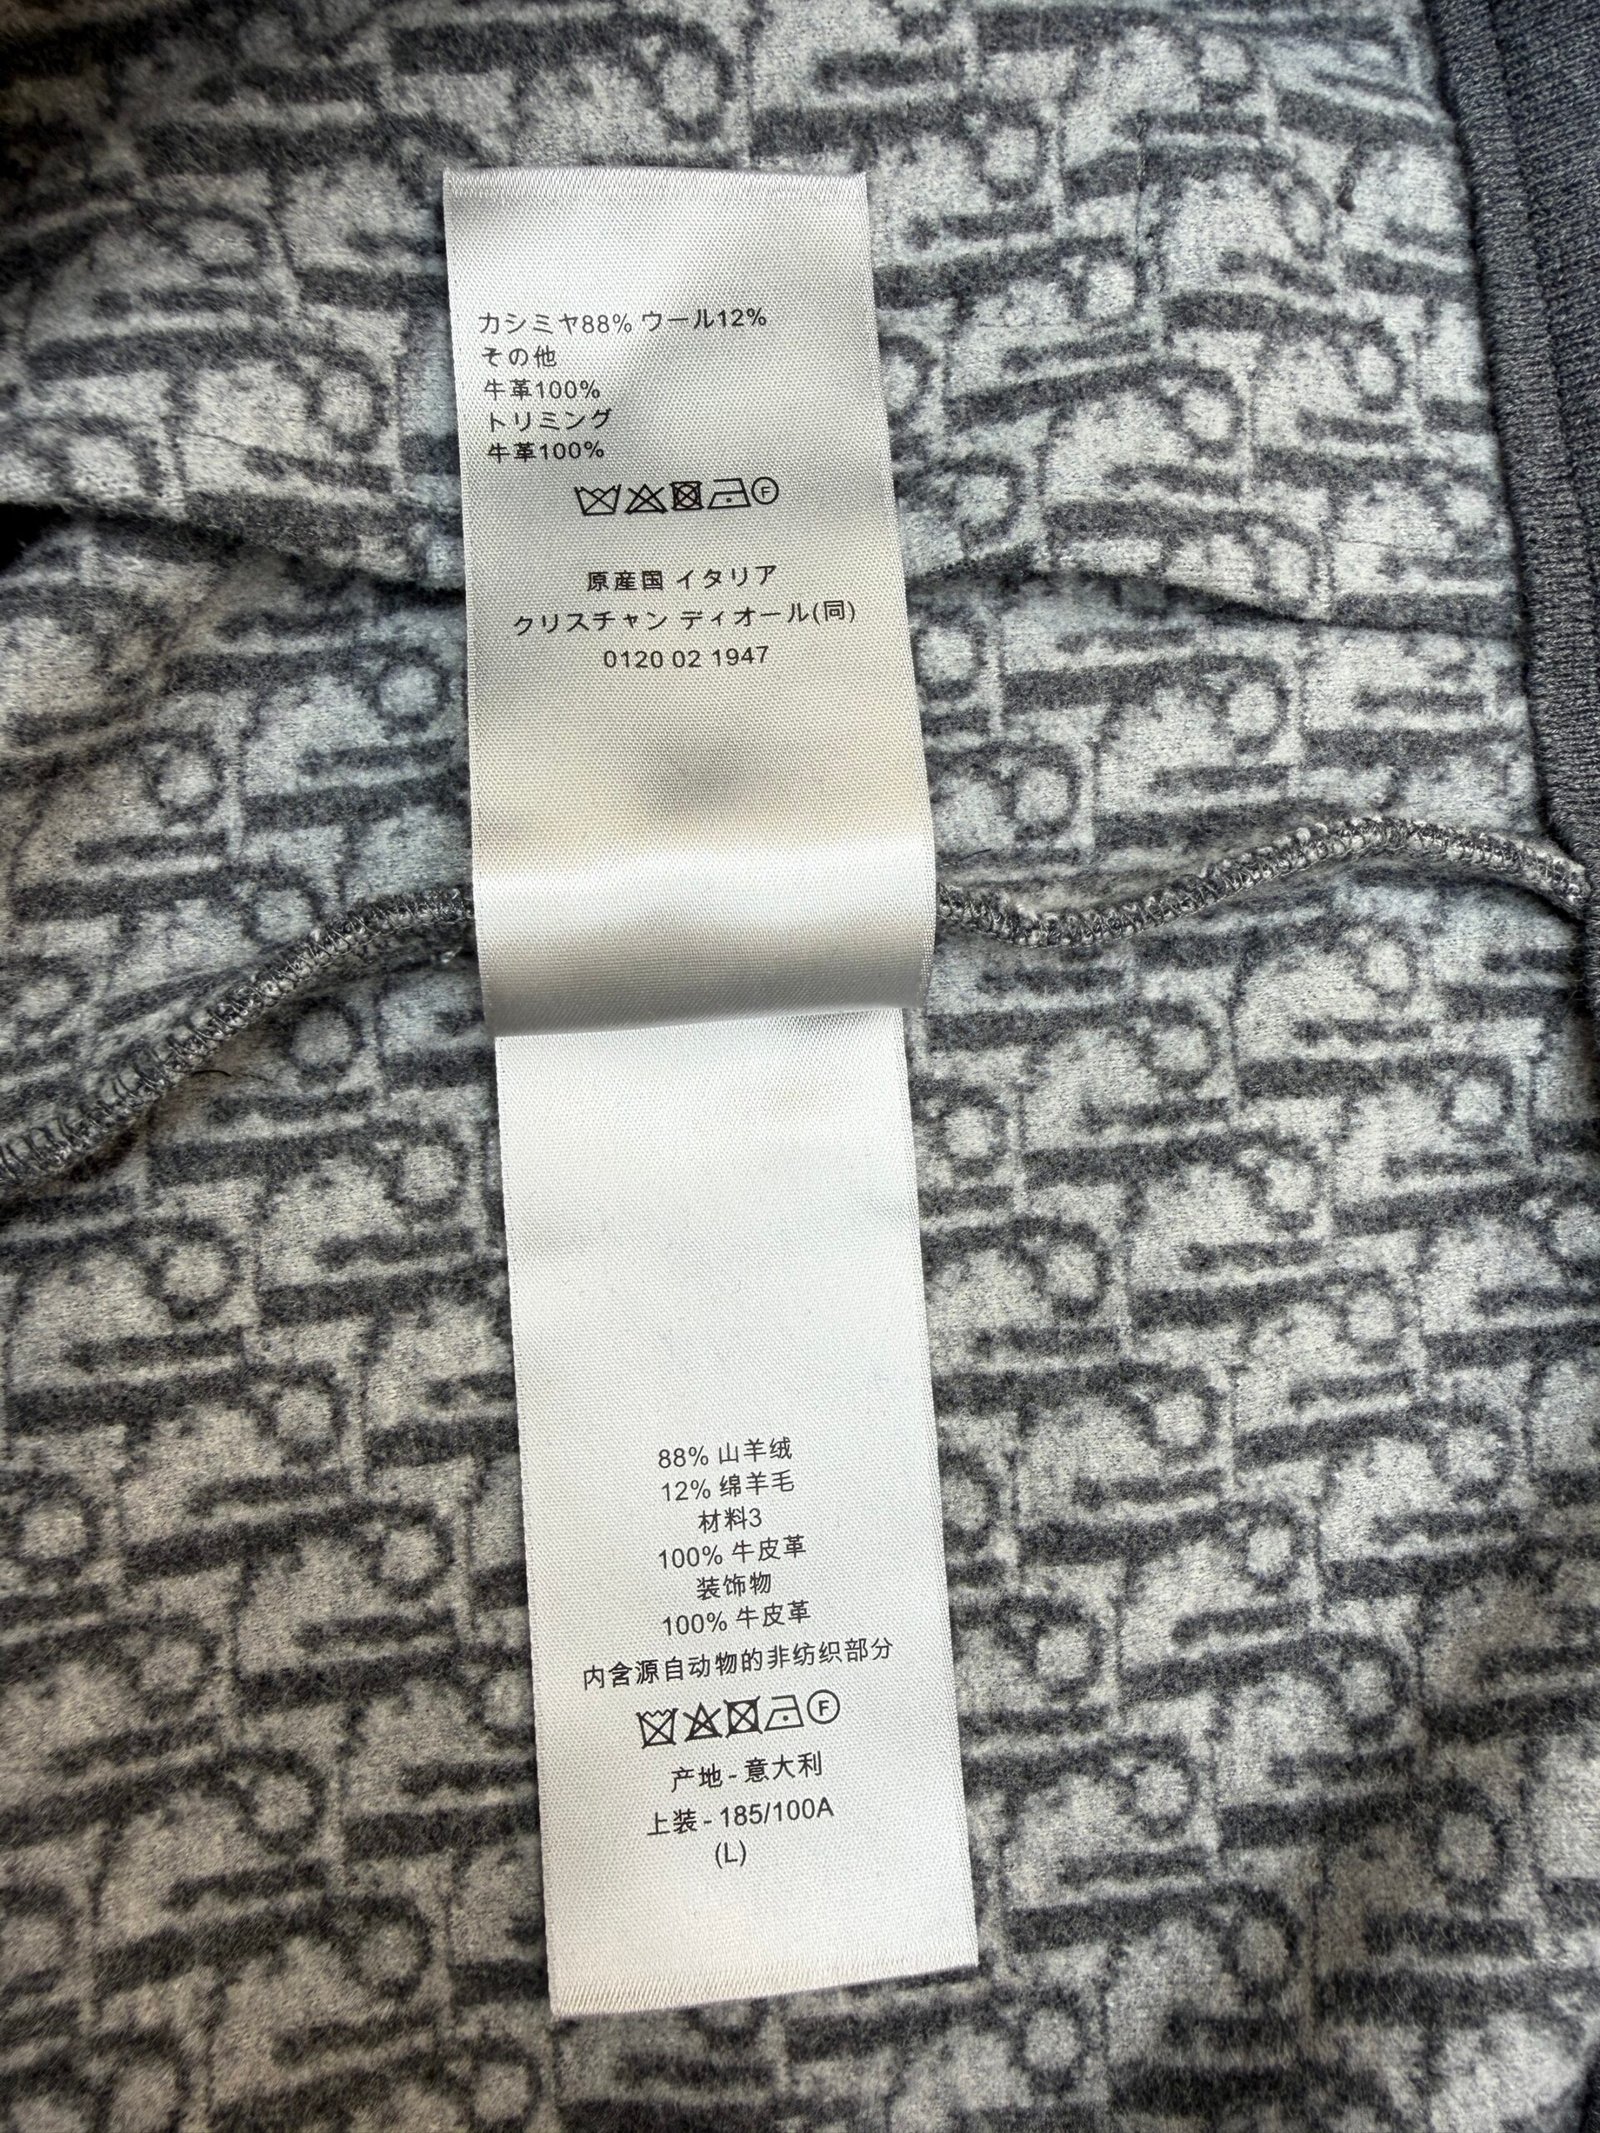 カシミヤ88% ウール12%
その他
牛革100%
トリミング
牛革100%
F
原産国 イタリア
クリスチャン ディオール(同)
0120 02 1947
88% 山羊绒
12% 绵羊毛
材料3
100% 牛皮革
装饰物
100% 牛皮革
内含源自动物的非纺织部分
F
产地 - 意大利
上装 - 185/100A
(L)